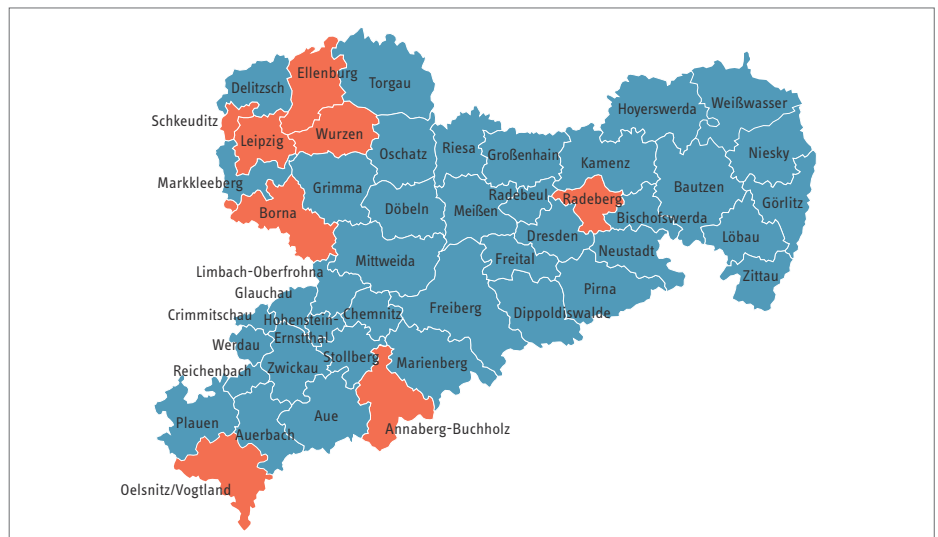 Ellenburg
Torgau
Delitzsch
Weißwasser
Hoyerswerda
Schkeuditz
Wurzen
Leipzig
Riesa
Oschatz
Großenhain
Niesky
Kamenz
Markkleeberg
Grimma
Bautzen
Radebeul
Radeberg
Görlitz
Borna
Döbeln
Meißen
Bischofswerda
Dresden
Löbau
Neustadt
Mittweida
Freital
Limbach-Oberfrohna
Zittau
Pirna
Glauchau
Freiberg
Crimmitschau
Hohenstein-
Ernstthal
Chemnitz
Dippoldiswalde
Werdau
Stollberg
Marienberg
Reichenbach
Zwickau
Aue
Plauen
Annaberg-Buchholz
Auerbach
Oelsnitz/Vogtland